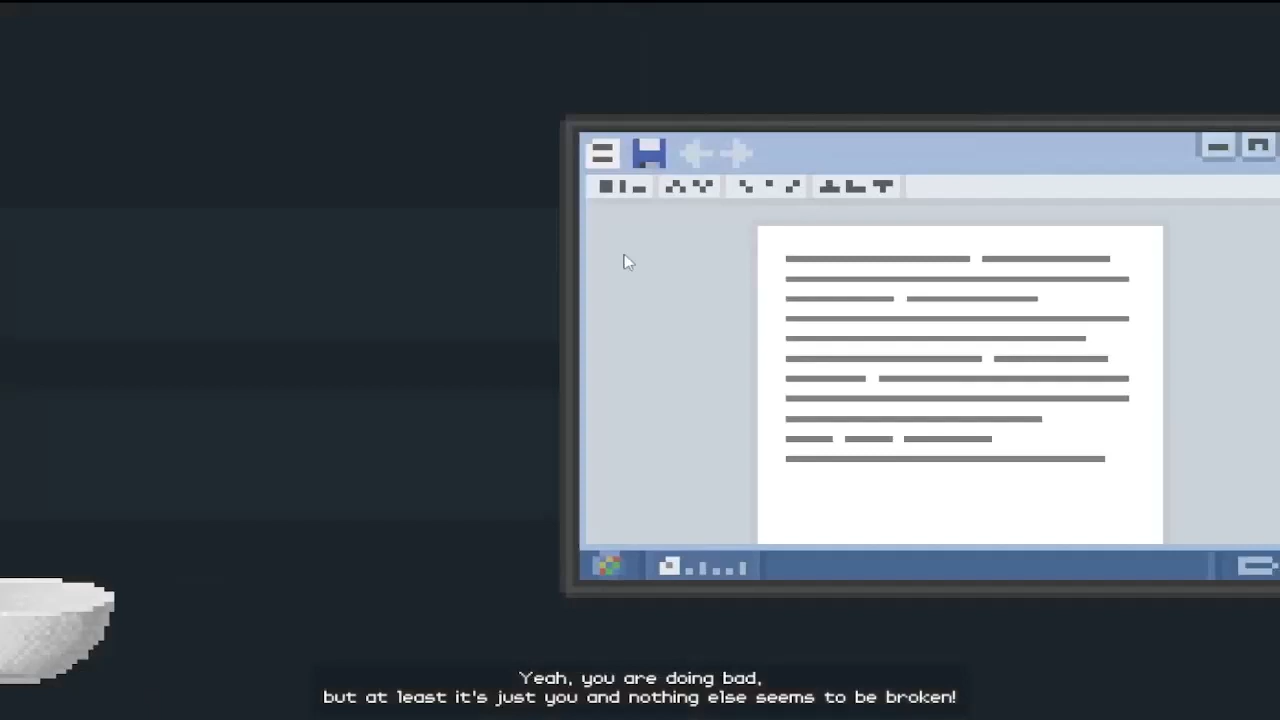 Yeah, you are doing bad,
but at least it's just you and nothing else seems to be broken!